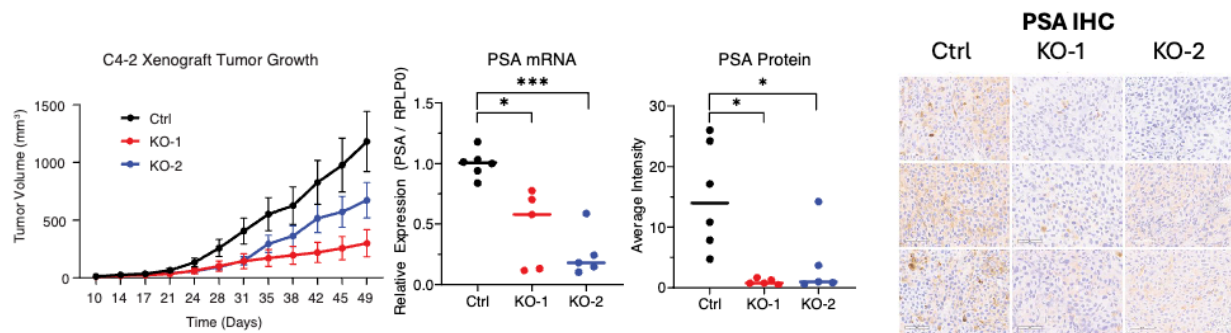 PSA IHC
Ctrl KO-1 KO-2
C4-2 Xenograft Tumor Growth
Tumor Volume (mm³)
1500
1000
500
0
Ctrl
KO-1
KO-2
10 14 17 21 24 28 31 35 38 42 45 49
Time (Days)
PSA mRNA
***
*
Relative Expression (PSA / RPLP0)
1.5
1.0
0.5
0.0
Ctrl KO-1 KO-2
PSA Protein
*
*
Average Intensity
30
20
10
0
Ctrl KO-1 KO-2